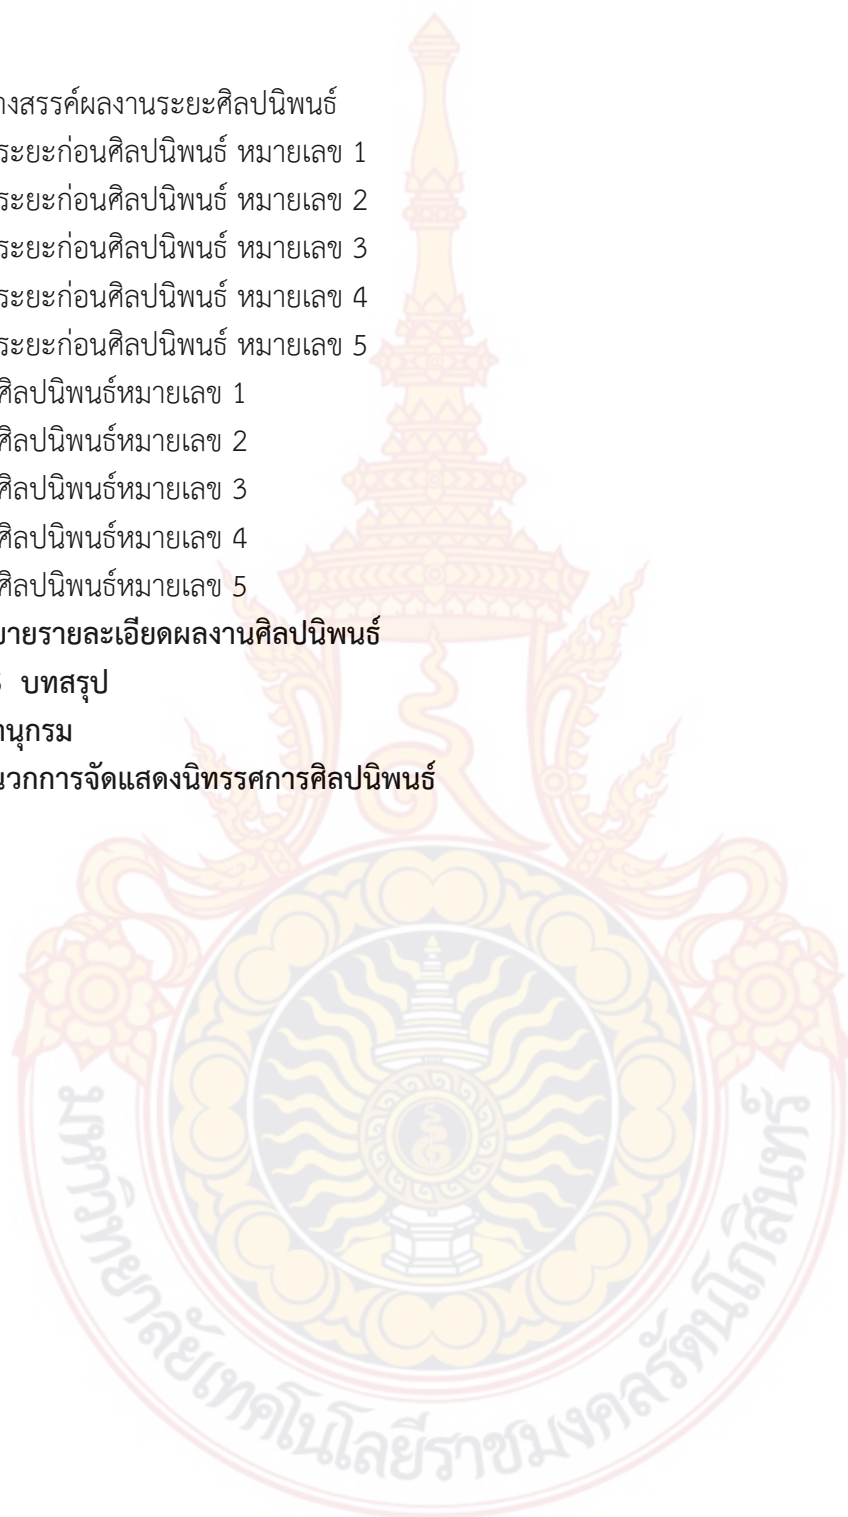 างสรรค์ผลงานระยะศิลปนิพนธ์
ระยะก่อนศิลปนิพนธ์ หมายเลข 1
ระยะก่อนศิลปนิพนธ์ หมายเลข 2
ระยะก่อนศิลปนิพนธ์ หมายเลข 3
ระยะก่อนศิลปนิพนธ์ หมายเลข 4
ระยะก่อนศิลปนิพนธ์ หมายเลข 5
ศิลปนิพนธ์หมายเลข 1
ศิลปนิพนธ์หมายเลข 2
ศิลปนิพนธ์หมายเลข 3
ศิลปนิพนธ์หมายเลข 4
ศิลปนิพนธ์หมายเลข 5
บายรายละเอียดผลงานศิลปนิพนธ์
บทสรุป
านุกรม
นวกการจัดแสดงนิทรรศการศิลปนิพนธ์
มหาวิทยาลัยเทคโนโลยีราชมงคลรัตนโกสินทร์